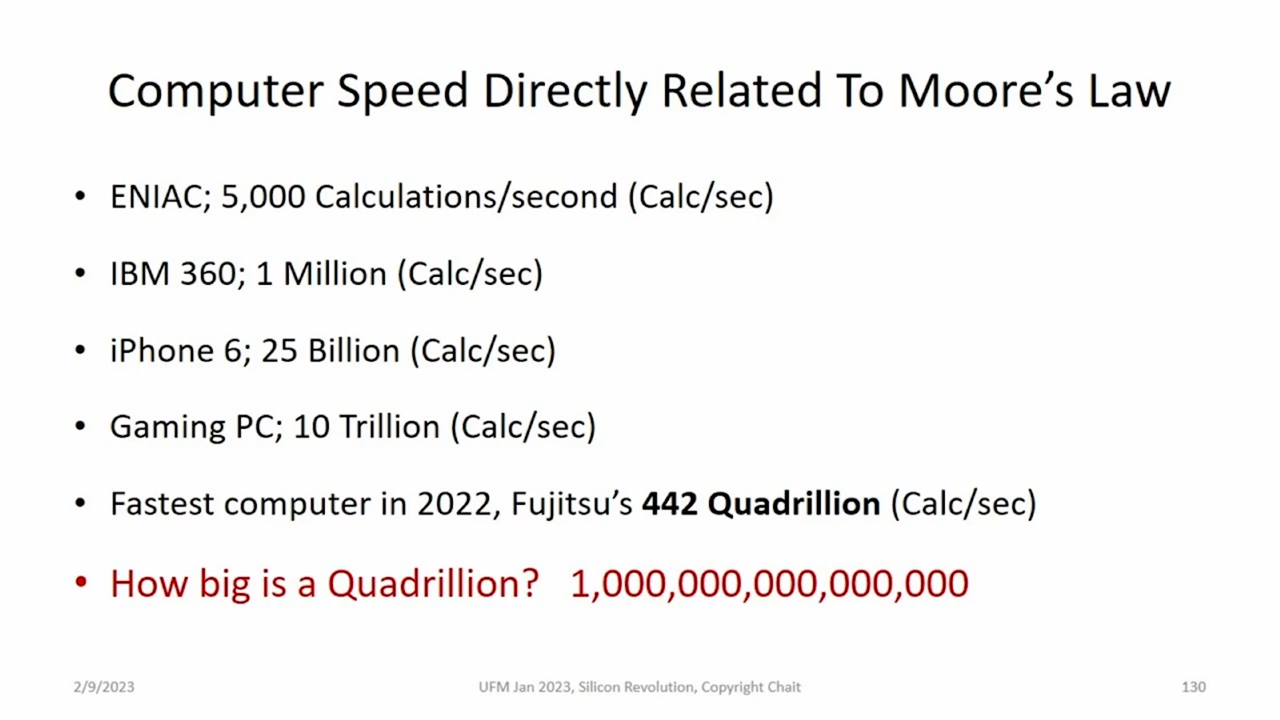 Computer Speed Directly Related To Moore’s Law
• ENIAC; 5,000 Calculations/second (Calc/sec)
• IBM 360; 1 Million (Calc/sec)
• iPhone 6; 25 Billion (Calc/sec)
• Gaming PC; 10 Trillion (Calc/sec)
• Fastest computer in 2022, Fujitsu’s 442 Quadrillion (Calc/sec)
• How big is a Quadrillion? 1,000,000,000,000,000
2/9/2023 UFM Jan 2023, Silicon Revolution, Copyright Chait 130